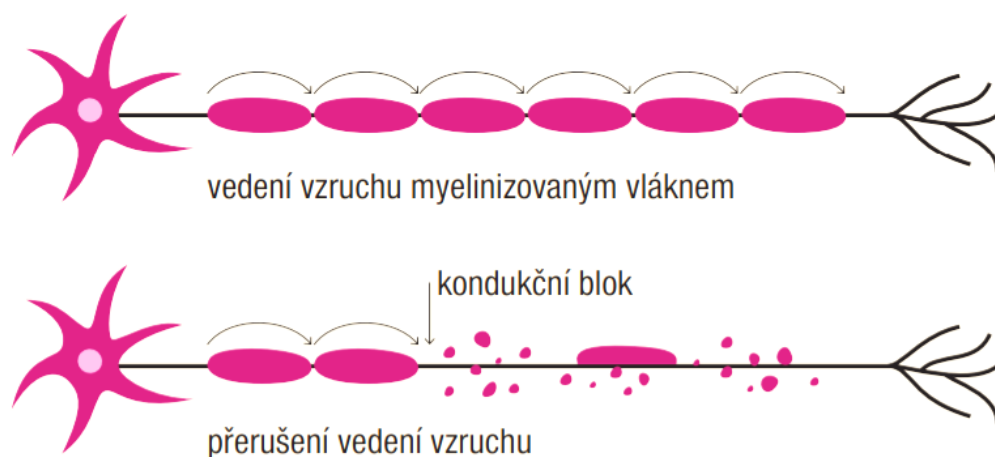 vedení vzruchu myelinizovaným vláknem
kondukční blok
přerušení vedení vzruchu